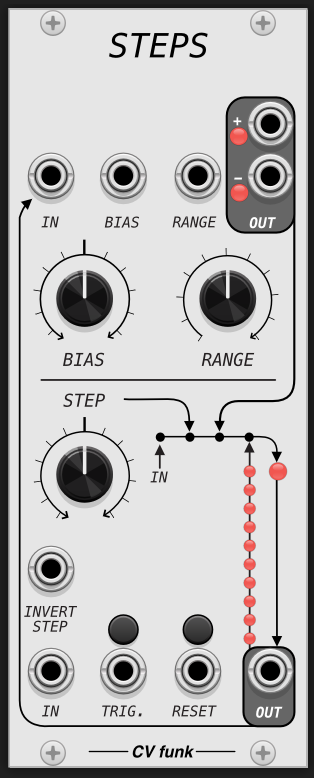 STEPS
+
−
IN BIAS RANGE OUT
BIAS RANGE
STEP
IN
INVERT
STEP
IN TRIG. RESET OUT
CV funk